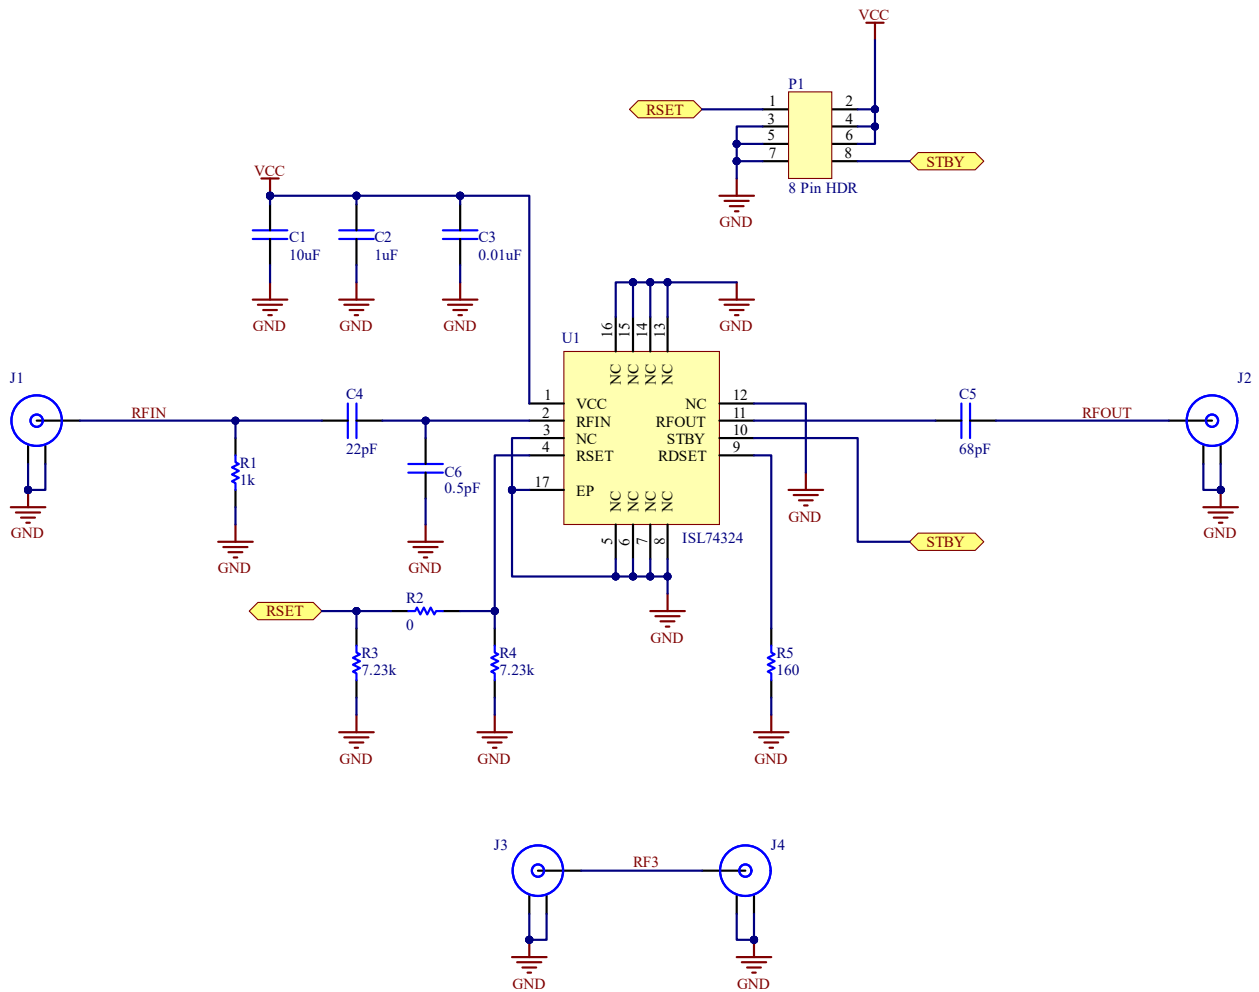 VCC
P1
RSET
1
2
3
4
5
6
7
8
STBY
8 Pin HDR
GND
VCC
C1
10uF
C2
1uF
C3
0.01uF
GND
GND
GND
GND
U1
16
15
14
13
NC
NC
NC
NC
J1
RFIN
C4
22pF
1
VCC
2
RFIN
3
NC
4
RSET
17
EP
NC
12
RFOUT
11
STBY
10
RDSET
9
C5
68pF
RFOUT
J2
R1
1k
C6
0.5pF
GND
GND
GND
GND
GND
NC
NC
NC
NC
5
6
7
8
ISL74324
STBY
RSET
R2
0
GND
R3
7.23k
R4
7.23k
R5
160
GND
GND
GND
J3
RF3
J4
GND
GND